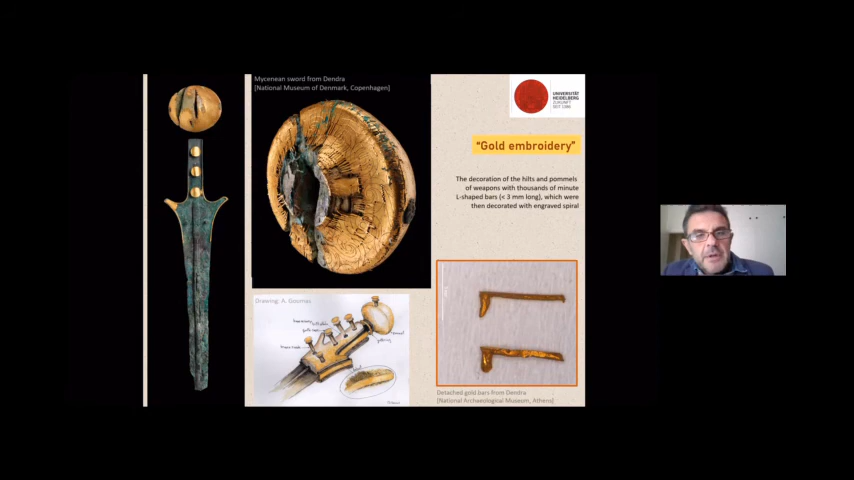 Mycenean sword from Dendra
[National Museum of Denmark, Copenhagen]
UNIVERSITÄT
HEIDELBERG
ZUKUNFT
SEIT 1386
"Gold embroidery"
The decoration of the hilts and pommels
of weapons with thousands of minute
L-shaped bars (< 3 mm long), which were
then decorated with engraved spiral
Drawing: A. Gosmas
Detached gold bars from Dendra
[National Archaeological Museum, Athens]